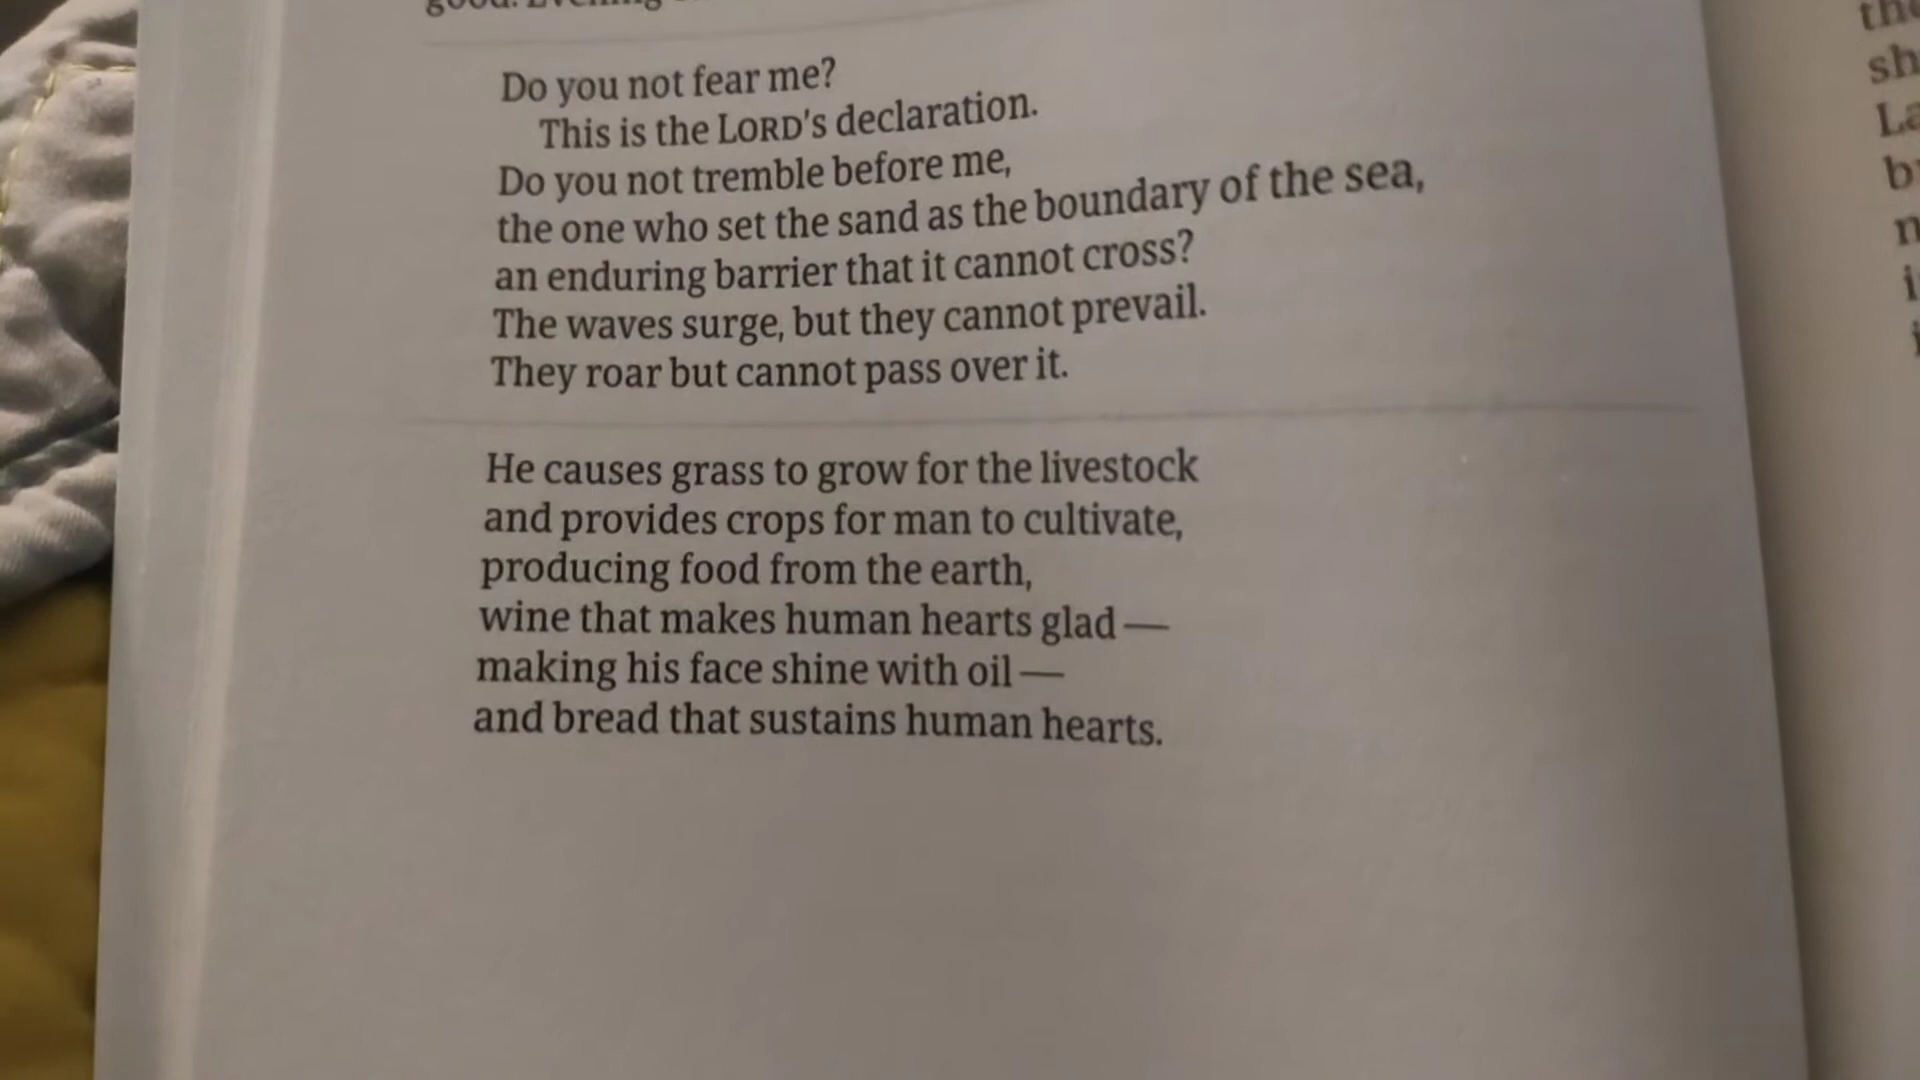 good. Evening
Do you not fear me?
This is the LORD's declaration.
Do you not tremble before me,
the one who set the sand as the boundary of the sea,
an enduring barrier that it cannot cross?
The waves surge, but they cannot prevail.
They roar but cannot pass over it.
He causes grass to grow for the livestock
and provides crops for man to cultivate,
producing food from the earth,
wine that makes human hearts glad —
making his face shine with oil —
and bread that sustains human hearts.